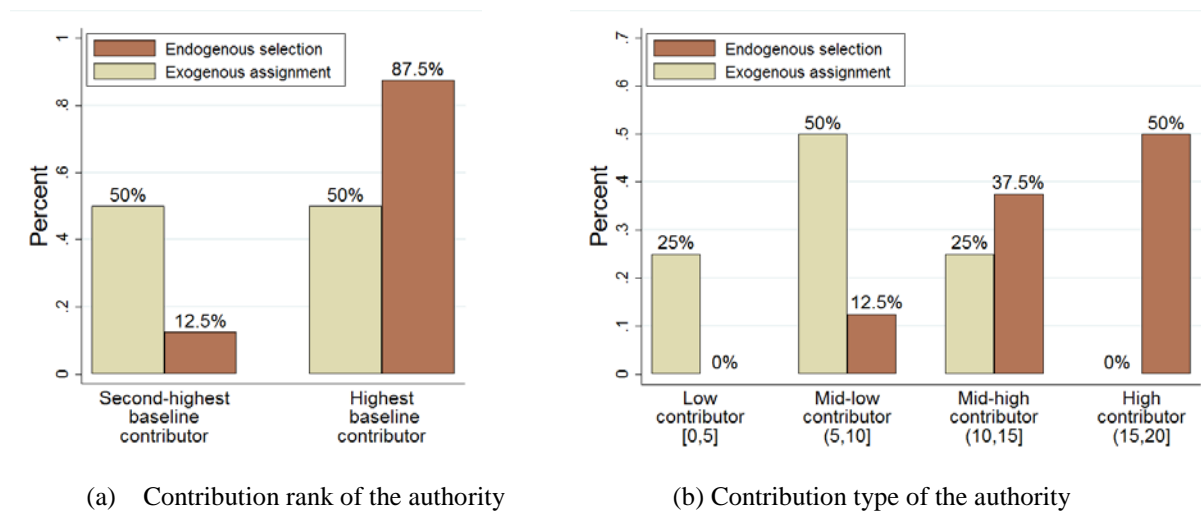 Endogenous selection
Exogenous assignment
Percent
1
.8
.6
.4
.2
0
50%
12.5%
50%
87.5%
Second-highest
baseline
contributor
Highest
baseline
contributor
(a) Contribution rank of the authority
Endogenous selection
Exogenous assignment
Percent
.7
.6
.5
.4
.3
.2
.1
0
25%
0%
50%
12.5%
25%
37.5%
0%
50%
Low
contributor
[0,5]
Mid-low
contributor
(5,10]
Mid-high
contributor
(10,15]
High
contributor
(15,20]
(b) Contribution type of the authority